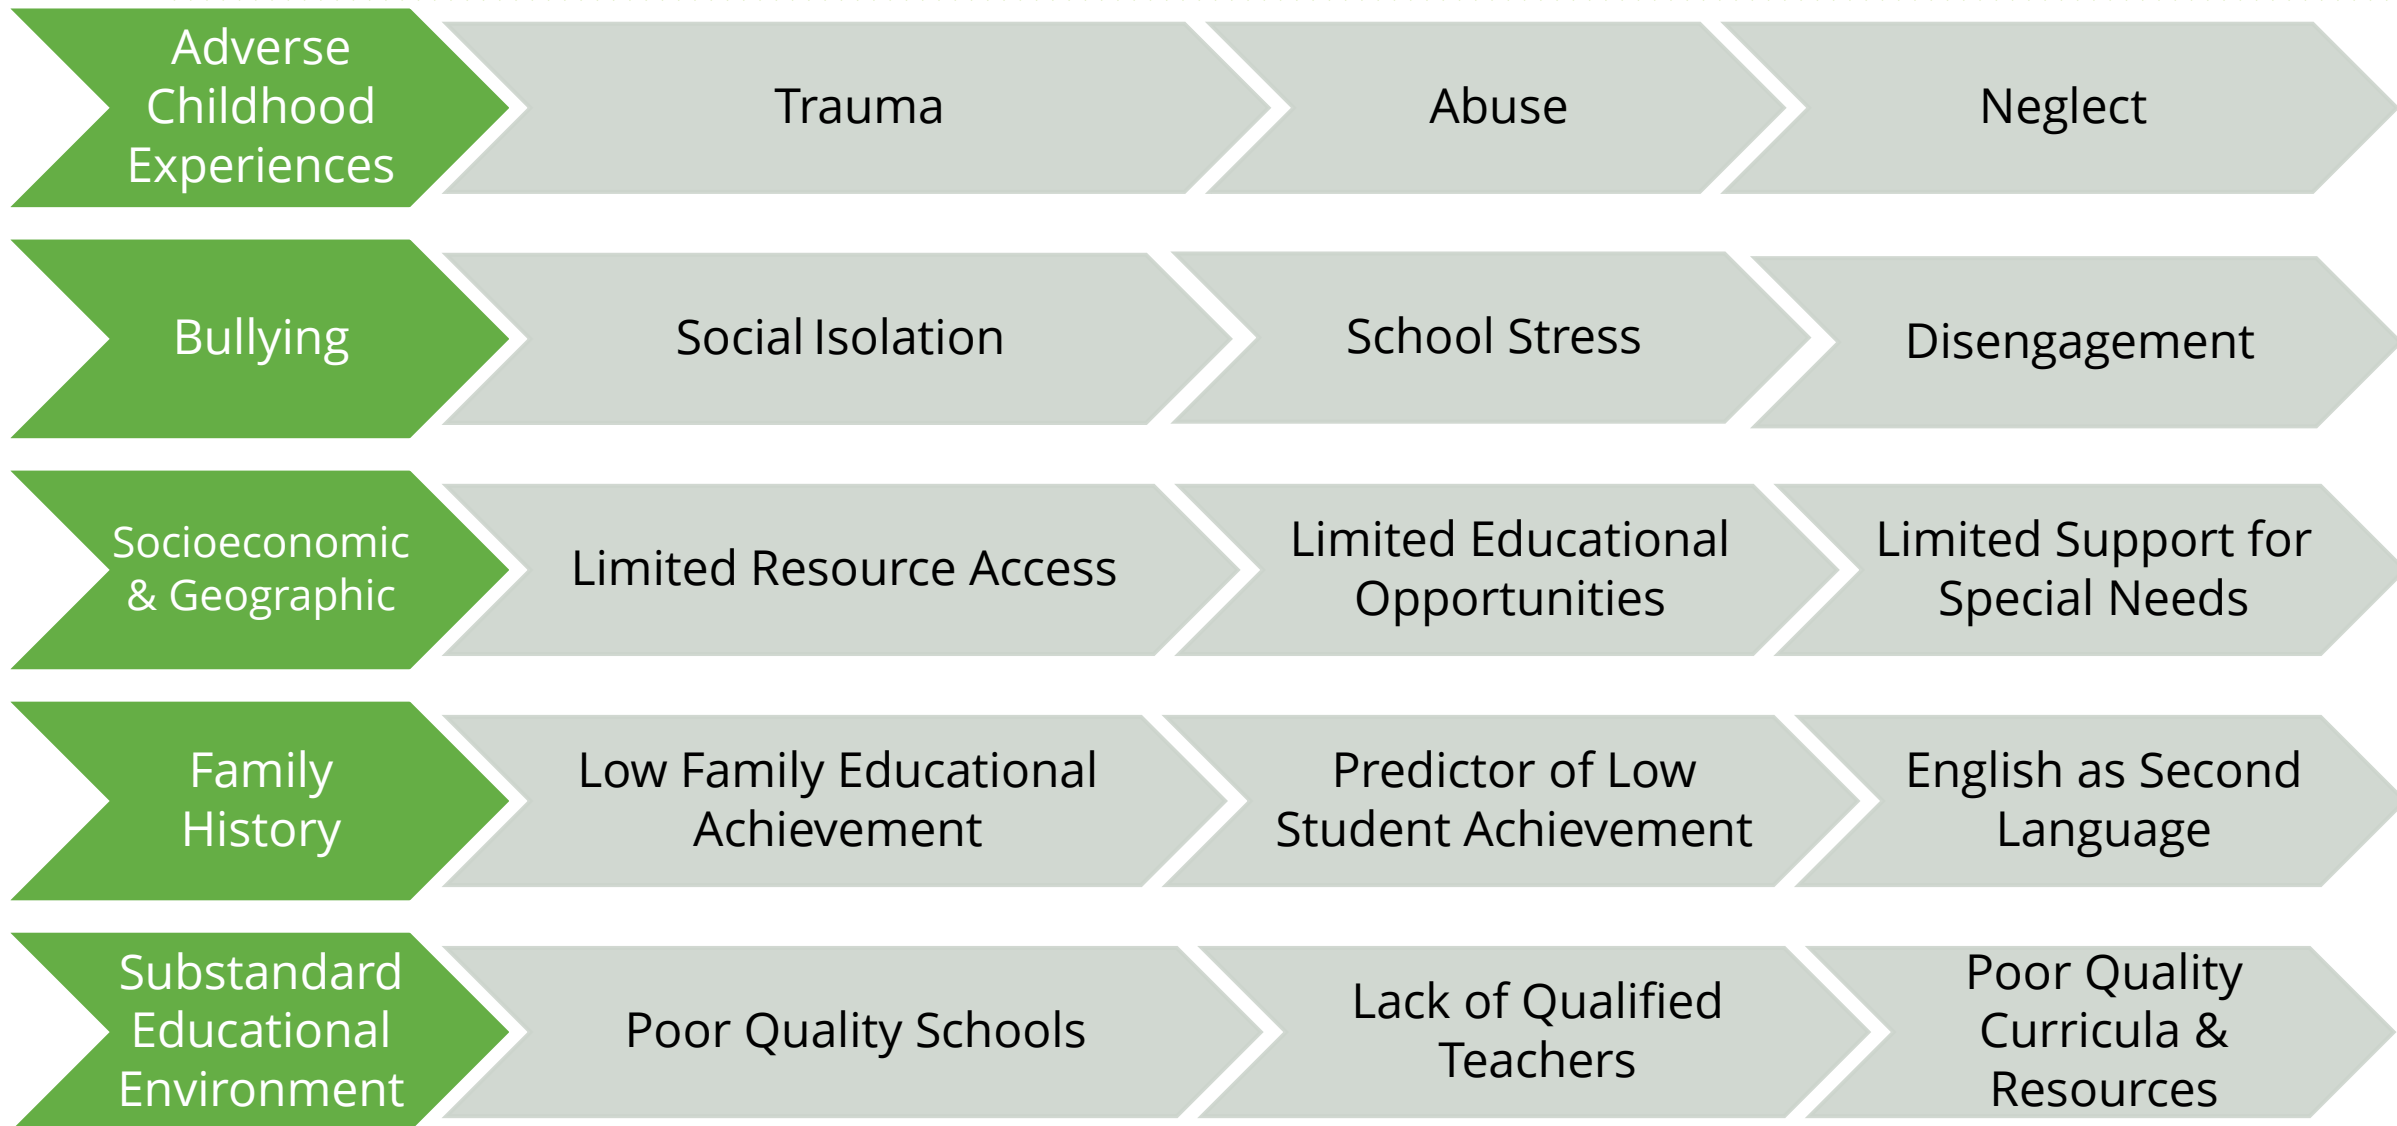 Adverse
Childhood
Experiences
Trauma
Abuse
Neglect
Bullying
Social Isolation
School Stress
Disengagement
Socioeconomic
& Geographic
Limited Resource Access
Limited Educational
Opportunities
Limited Support for
Special Needs
Family
History
Low Family Educational
Achievement
Predictor of Low
Student Achievement
English as Second
Language
Substandard
Educational
Environment
Poor Quality Schools
Lack of Qualified
Teachers
Poor Quality
Curricula &
Resources